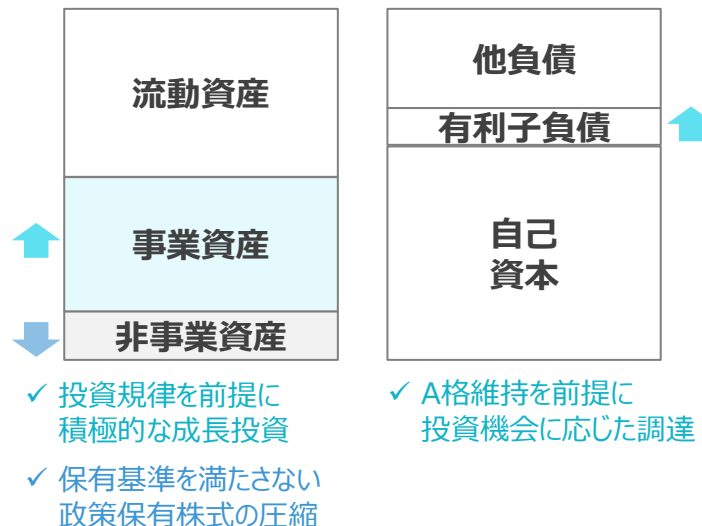 流動資産
事業資産
非事業資産
✓ 投資規律を前提に
積極的な成長投資
✓ 保有基準を満たさない
政策保有株式の圧縮
他負債
有利子負債
自己
資本
✓ A格維持を前提に
投資機会に応じた調達